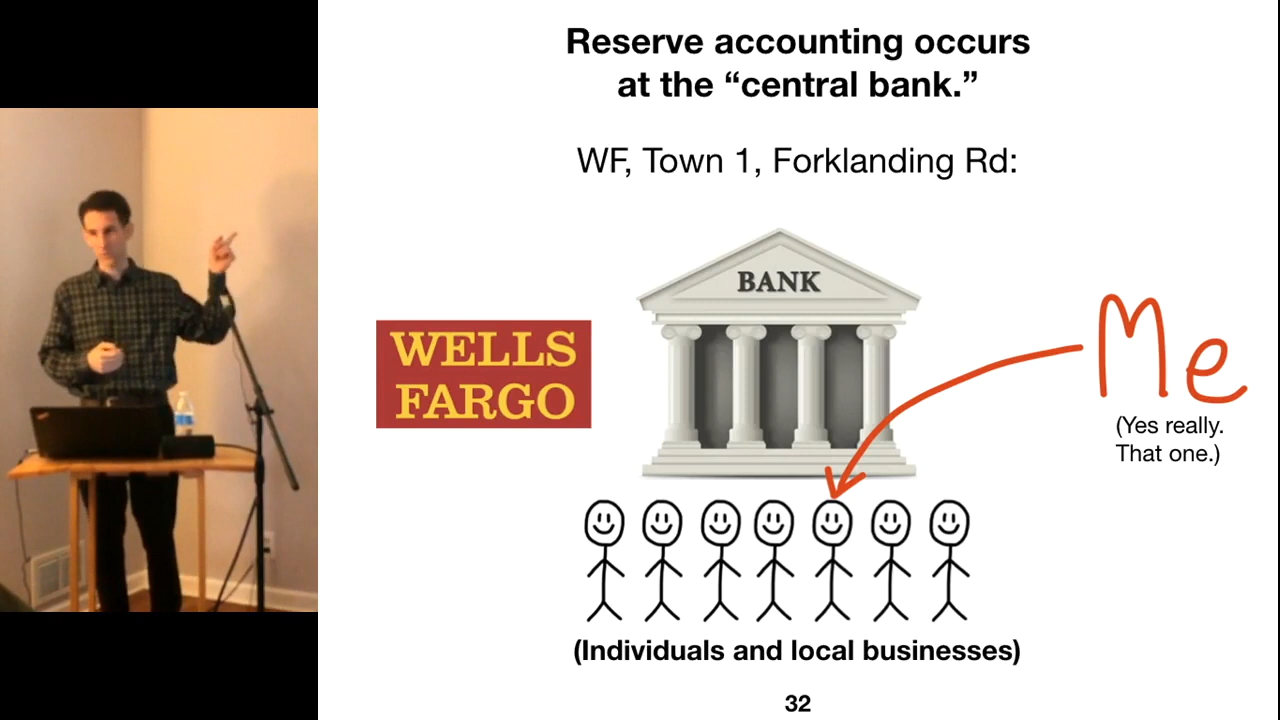 Reserve accounting occurs
at the “central bank.”
WF, Town 1, Forklanding Rd:
BANK
WELLS
FARGO
Me
(Yes really.
That one.)
(Individuals and local businesses)
32